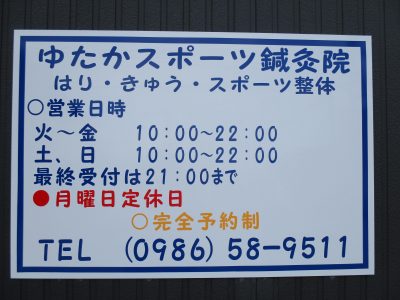 ゆたかスポーツ鍼灸院
はり・きゅう・スポーツ整体
○営業日時
火～金 10:00～22:00
土、日 10:00～22:00
最終受付は21:00まで
●月曜日定休日
○完全予約制
TEL (0986)58-9511